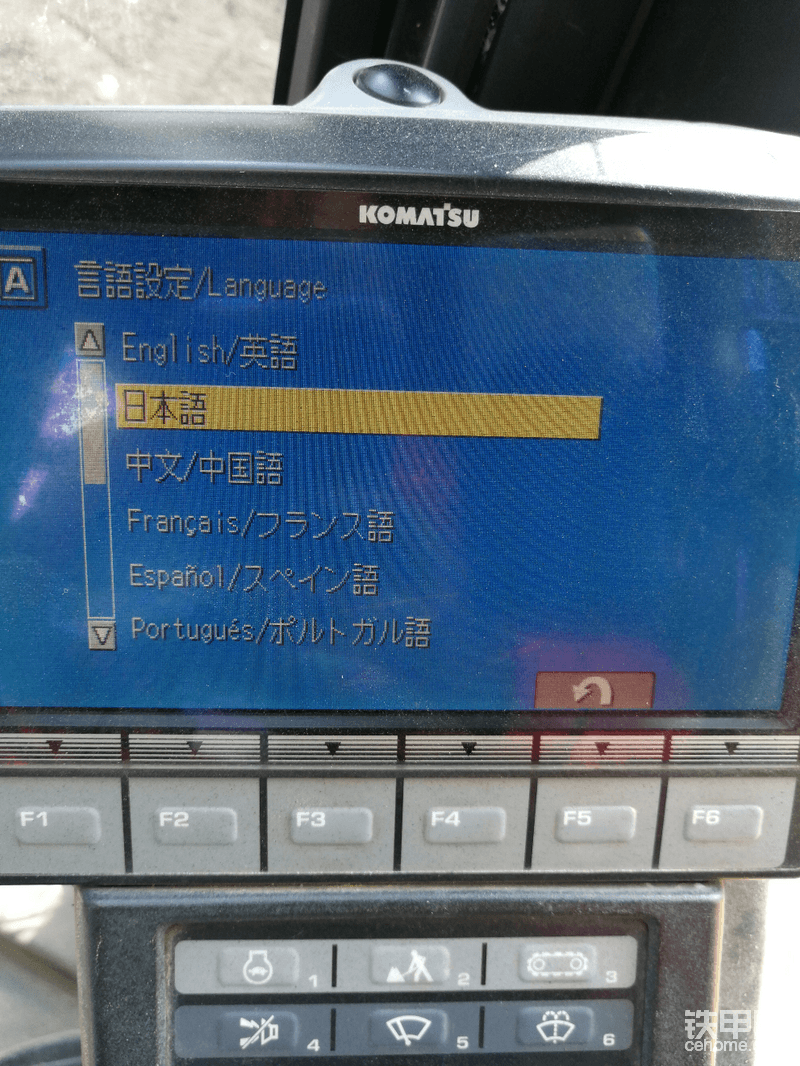 KOMATSU
A 言語設定/Language
English/英語
日本語
中文/中国語
Français/フランス語
Español/スペイン語
Português/ポルトガル語
F1 F2 F3 F4 F5 F6
1 2 3
4 5 6
铁甲
cehome.